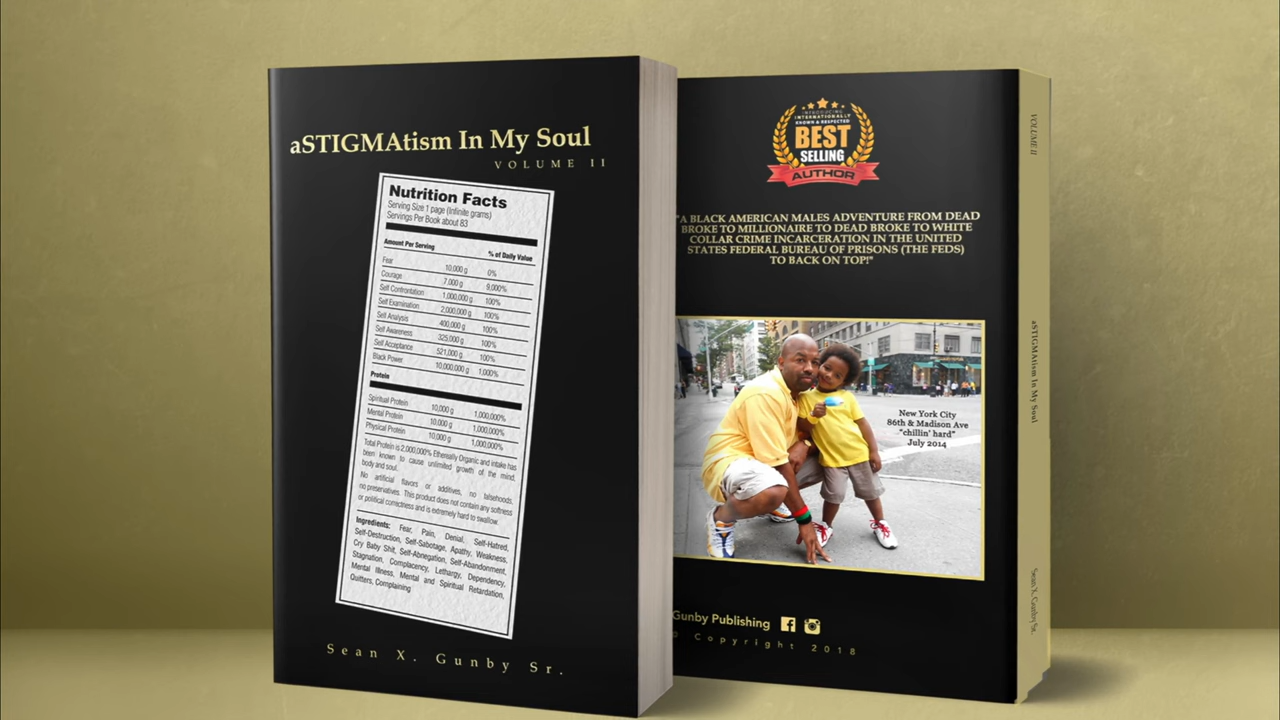 aSTIGMAtism In My Soul
VOLUME II
Nutrition Facts
Serving Size 1 page (Infinite grams)
Servings Per Book about 83
Amount Per Serving % of Daily Value
Fear 10,000 g 0%
Courage 7,000 g 9,000%
Self Confrontation 1,000,000 g 100%
Self Examination 2,000,000 g 100%
Self Analysis 400,000 g 100%
Self Awareness 325,000 g 100%
Self Acceptance 521,000 g 100%
Black Power 10,000,000 g 1,000%
Protein
Spiritual Protein 10,000 g 1,000,000%
Mental Protein 10,000 g 1,000,000%
Physical Protein 10,000 g 1,000,000%
Total Protein is 2,000,000% Ethereally Organic and intake has
been known to cause unlimited growth of the mind,
body and soul.
No artificial flavors or additives, no falsehoods,
no preservatives. This product does not contain any softness
or political correctness and is extremely hard to swallow.
Ingredients: Fear, Pain, Denial, Self-Hatred,
Self-Destruction, Self-Sabotage, Apathy, Weakness,
Cry Baby Shit, Self-Abnegation, Self-Abandonment,
Stagnation, Complacency, Lethargy, Dependency,
Mental Illness, Mental and Spiritual Retardation,
Quitters, Complaining
Sean X. Gunby Sr.
INTRODUCING
INTERNATIONALLY
KNOWN & RESPECTED
BEST
SELLING
AUTHOR
"A BLACK AMERICAN MALES ADVENTURE FROM DEAD
BROKE TO MILLIONAIRE TO DEAD BROKE TO WHITE
COLLAR CRIME INCARCERATION IN THE UNITED
STATES FEDERAL BUREAU OF PRISONS (THE FEDS)
TO BACK ON TOP!"
New York City
86th & Madison Ave
"chillin' hard"
July 2014
Gunby Publishing
© Copyright 2018
VOLUME II
aSTIGMAtism In My Soul
Sean X. Gunby Sr.